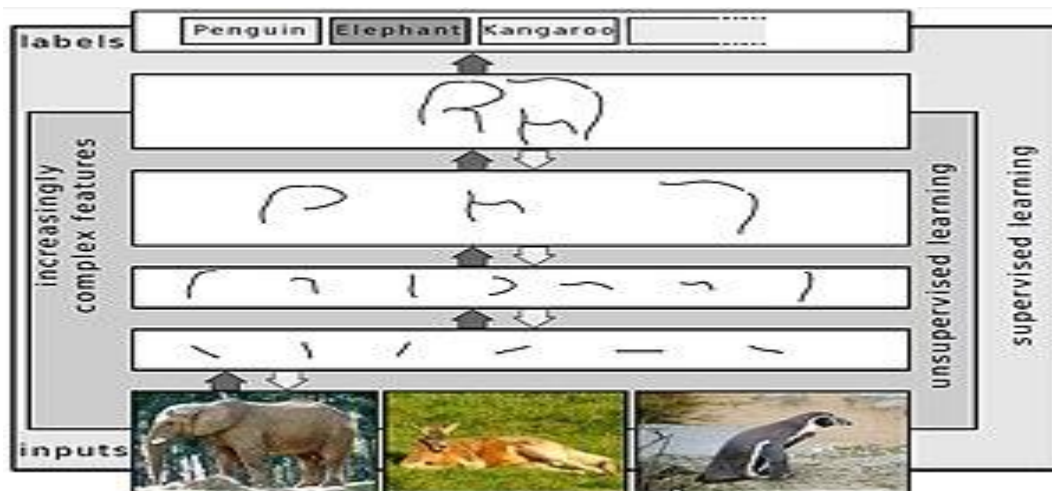 labels
Penguin
Elephant
Kangaroo
increasingly
complex features
unsupervised learning
supervised learning
inputs